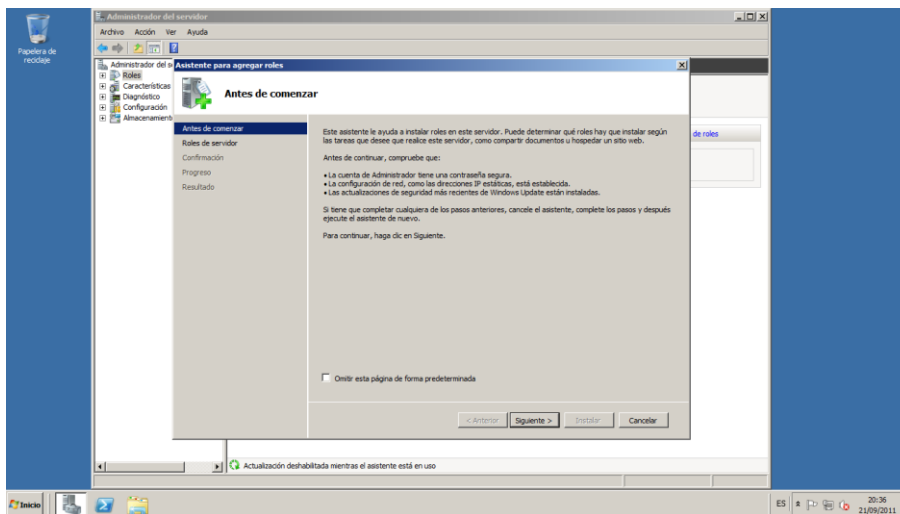 Papelera de
reciclaje
Administrador del servidor
Archivo Acción Ver Ayuda
Administrador del s
Roles
Características
Diagnóstico
Configuración
Almacenamient
Asistente para agregar roles
Antes de comenzar
Antes de comenzar
Roles de servidor
Confirmación
Progreso
Resultado
Este asistente le ayuda a instalar roles en este servidor. Puede determinar qué roles hay que instalar según
las tareas que desee que realice este servidor, como compartir documentos u hospedar un sitio web.
Antes de continuar, compruebe que:
• La cuenta de Administrador tiene una contraseña segura.
• La configuración de red, como las direcciones IP estáticas, está establecida.
• Las actualizaciones de seguridad más recientes de Windows Update están instaladas.
Si tiene que completar cualquiera de los pasos anteriores, cancele el asistente, complete los pasos y después
ejecute el asistente de nuevo.
Para continuar, haga clic en Siguiente.
Omitir esta página de forma predeterminada
< Anterior Siguiente > Instalar Cancelar
de roles
Actualización deshabilitada mientras el asistente está en uso
Inicio
ES
20:36
21/09/2011